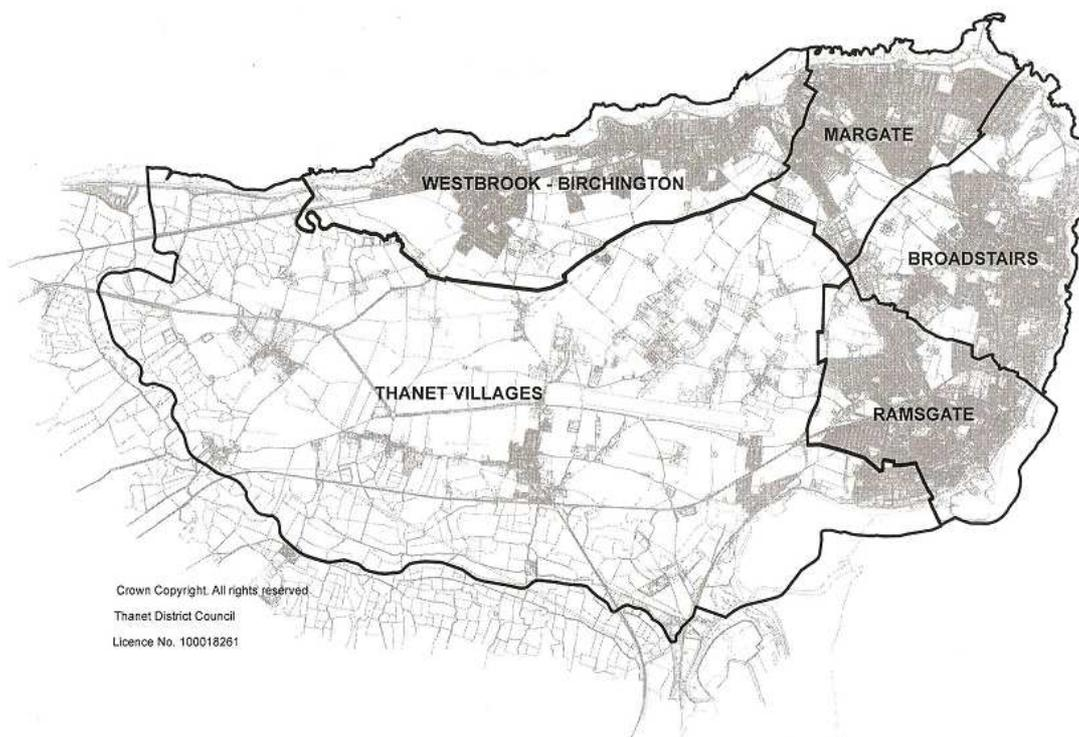 MARGATE
WESTBROOK - BIRCHINGTON
BROADSTAIRS
THANET VILLAGES
RAMSGATE
Crown Copyright. All rights reserved
Thanet District Council
Licence No. 100018261